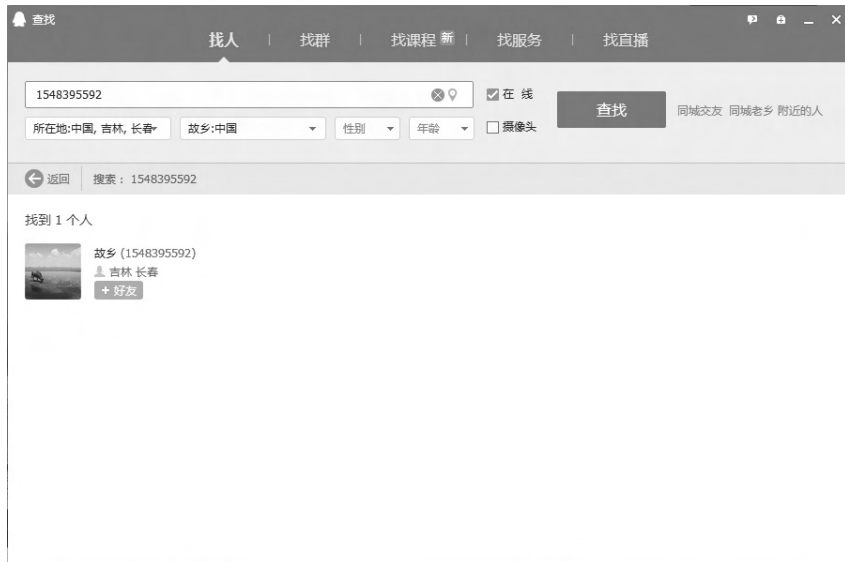 查找
找人 | 找群 | 找课程 新 | 找服务 | 找直播
1548395592
在 线
查找
同城交友 同城老乡 附近的人
所在地:中国, 吉林, 长春
故乡:中国
性别
年龄
摄像头
返回
搜索： 1548395592
找到 1 个人
故乡 (1548395592)
吉林 长春
+ 好友